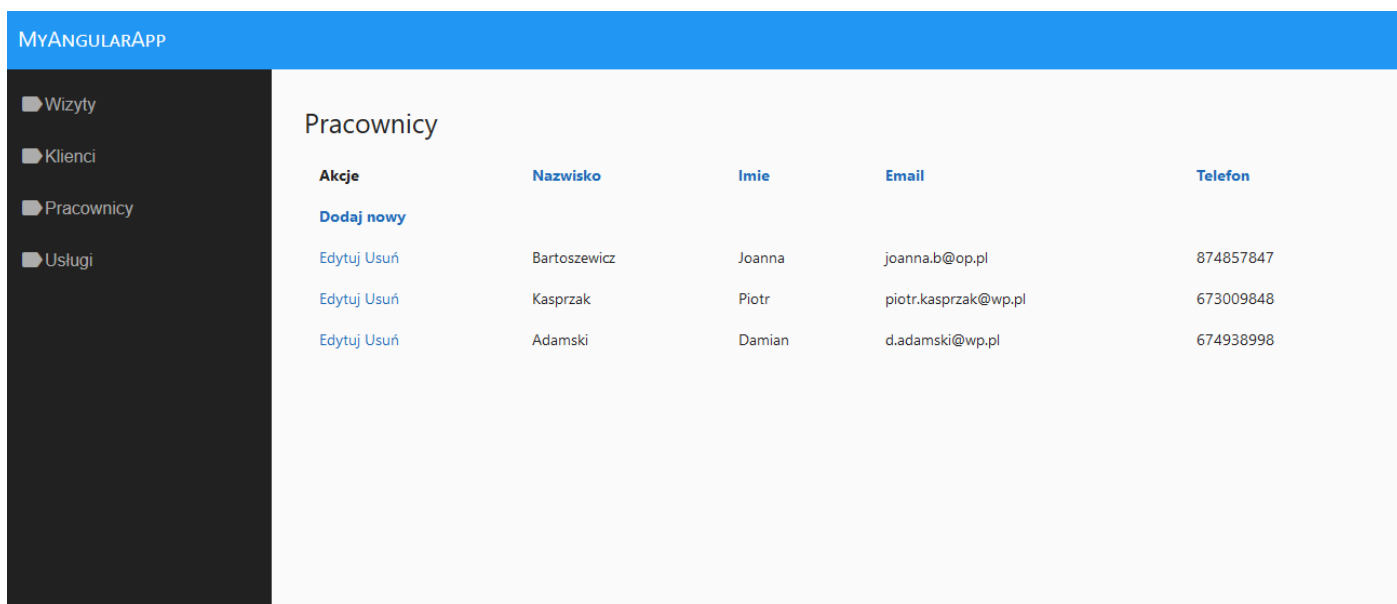 MyAngularApp
Wizyty
Klienci
Pracownicy
Usługi
Pracownicy
Akcje Nazwisko Imie Email Telefon
Dodaj nowy
Edytuj Usuń Bartoszewicz Joanna joanna.b@op.pl 874857847
Edytuj Usuń Kasprzak Piotr piotr.kasprzak@wp.pl 673009848
Edytuj Usuń Adamski Damian d.adamski@wp.pl 674938998